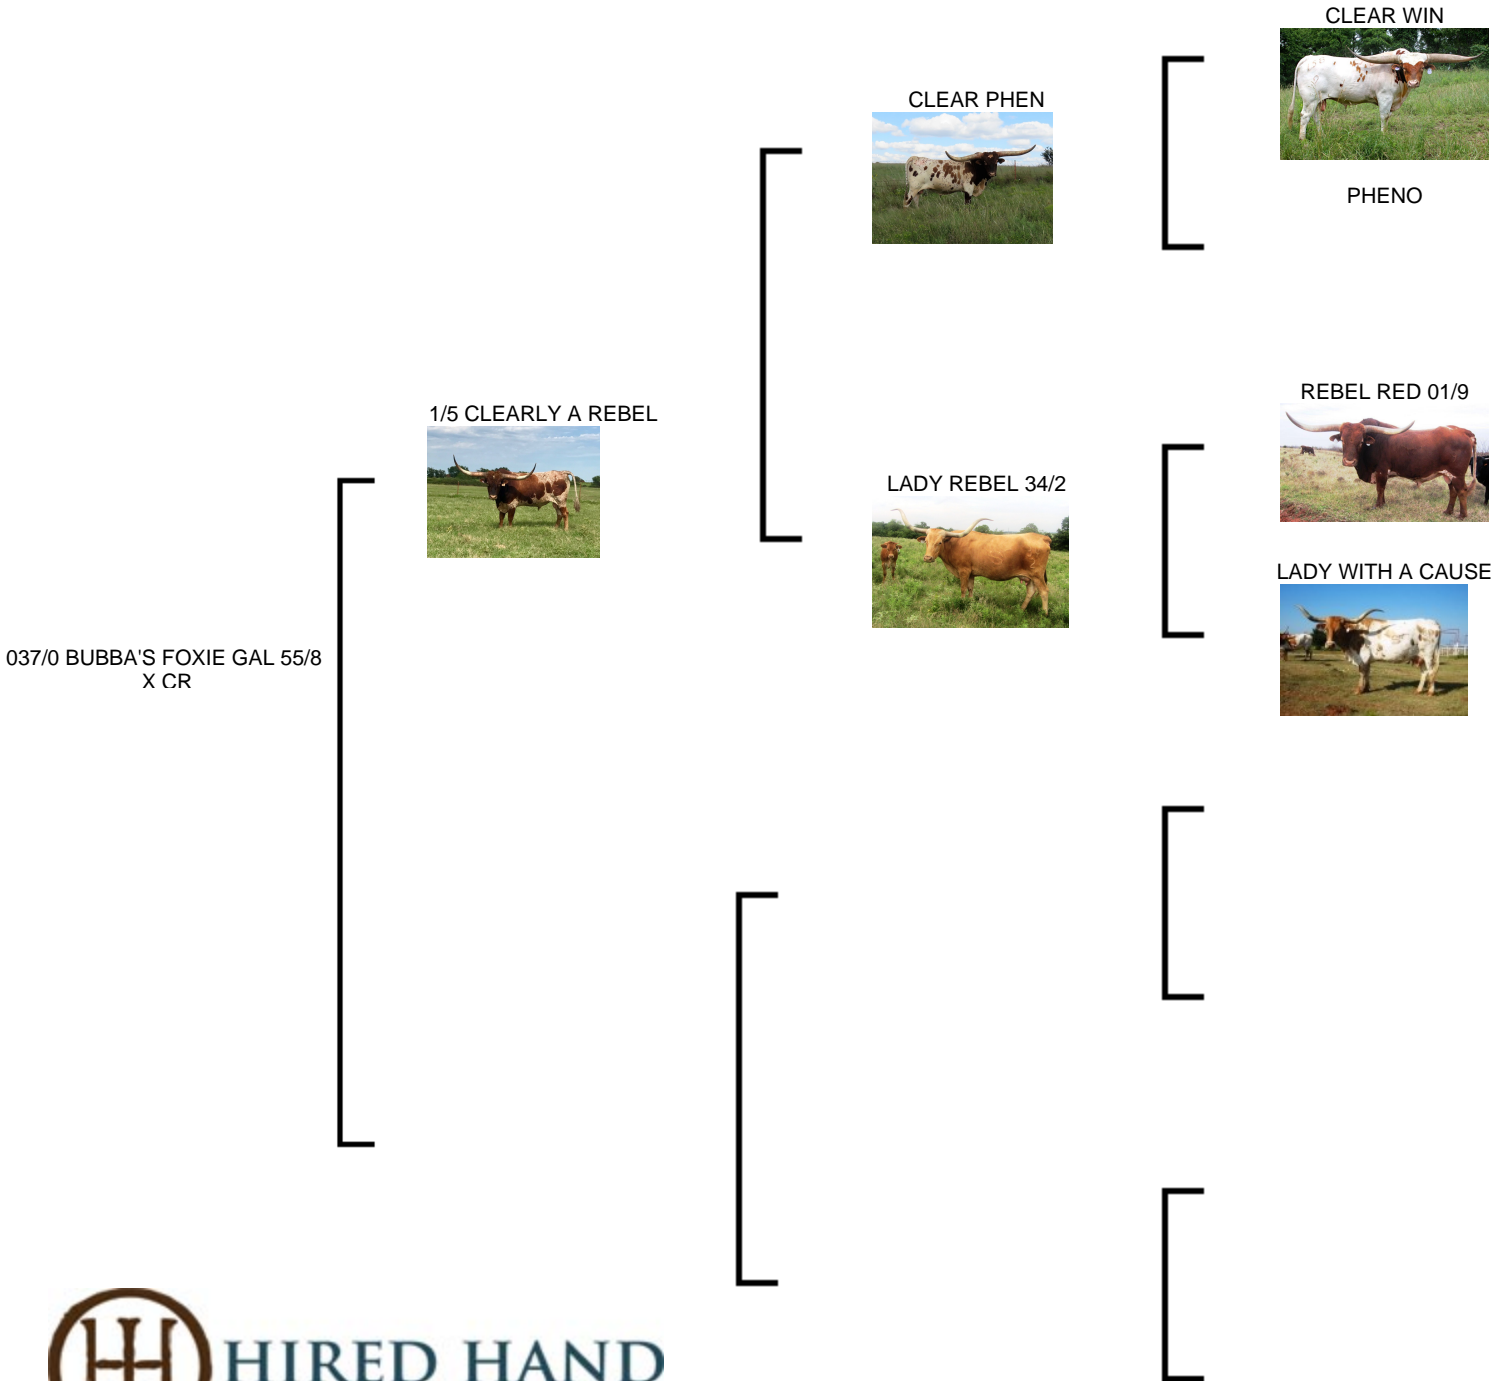 CLEAR WIN
CLEAR PHEN
PHENO
REBEL RED 01/9
1/5 CLEARLY A REBEL
LADY REBEL 34/2
LADY WITH A CAUSE
037/0 BUBBA'S FOXIE GAL 55/8
X CR
HIRED HAND